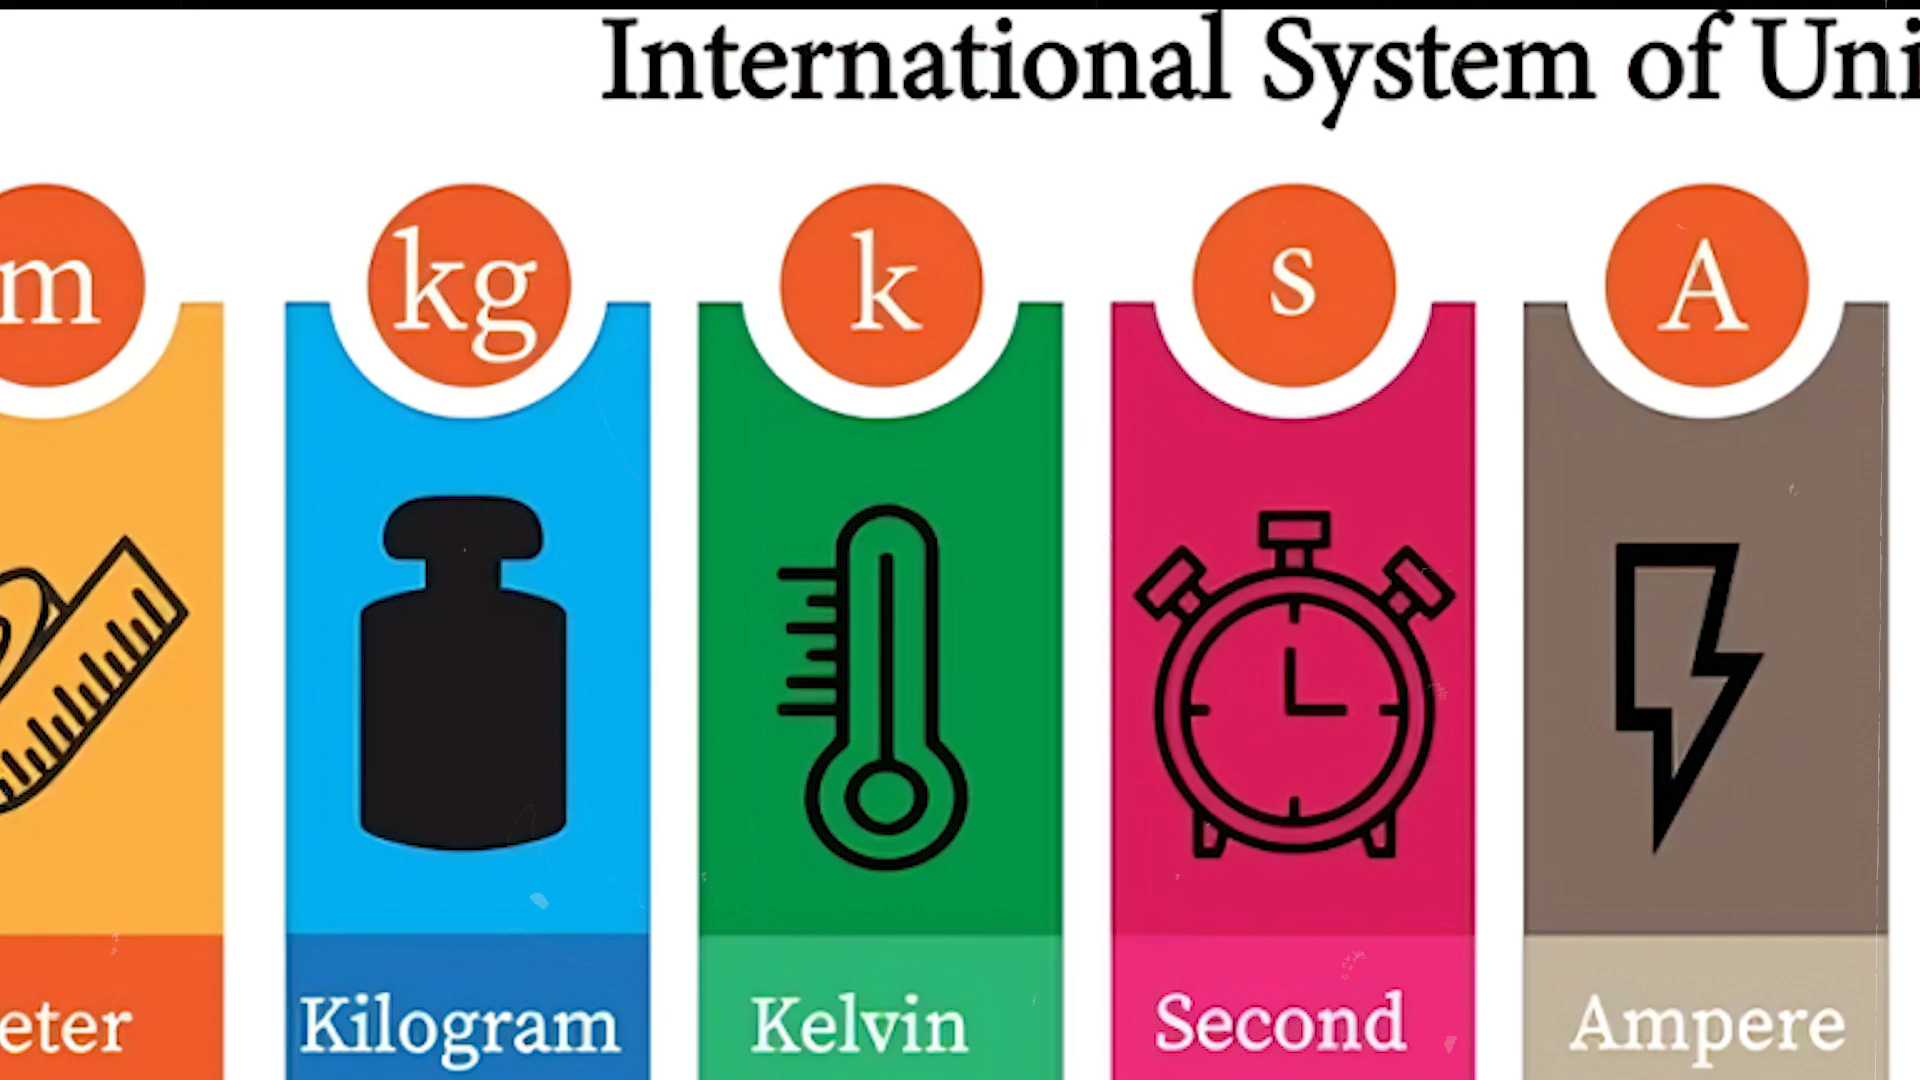 International System of Uni
m kg k s A
eter Kilogram Kelvin Second Ampere